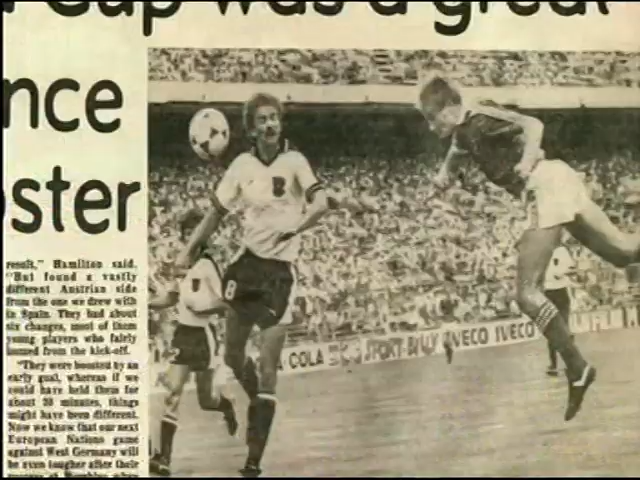 Cup was a great
nce
ster
result," Hamilton said.
"But found a vastly
different Austrian side
from the one we drew with
in Spain. They had about
six changes, most of them
young players who fairly
from the kick-off.
"They were boosted by an
early goal, whereas if we
could have held them for
about 20 minutes, things
might have been different.
Now we know that our next
European Nations game
against West Germany will
be even tougher after their
8
COLA SPORT-BILLY IVECO IVECO